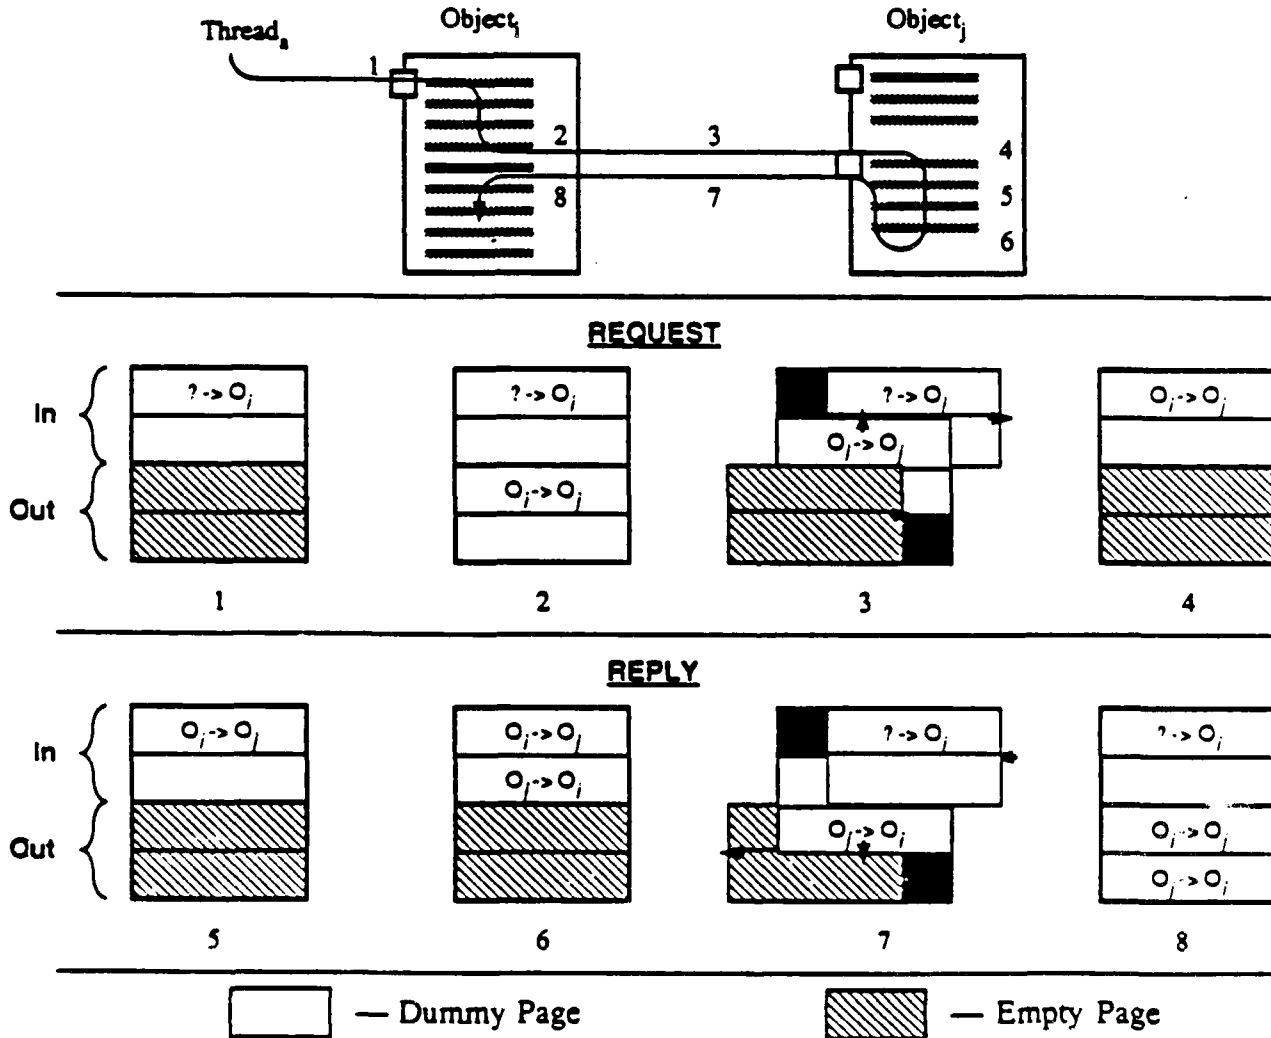 Thread_a
Object_i
Object_j
1
2
3
4
8
7
5
6
REQUEST
In
Out
? -> O_i
? -> O_i
O_i -> O_j
? -> O_i
O_i -> O_j
O_i -> O_j
1
2
3
4
REPLY
In
Out
O_i -> O_j
O_i -> O_j
O_j -> O_i
? -> O_i
O_j -> O_i
? -> O_i
O_i -> O_j
O_j -> O_i
5
6
7
8
— Dummy Page
— Empty Page